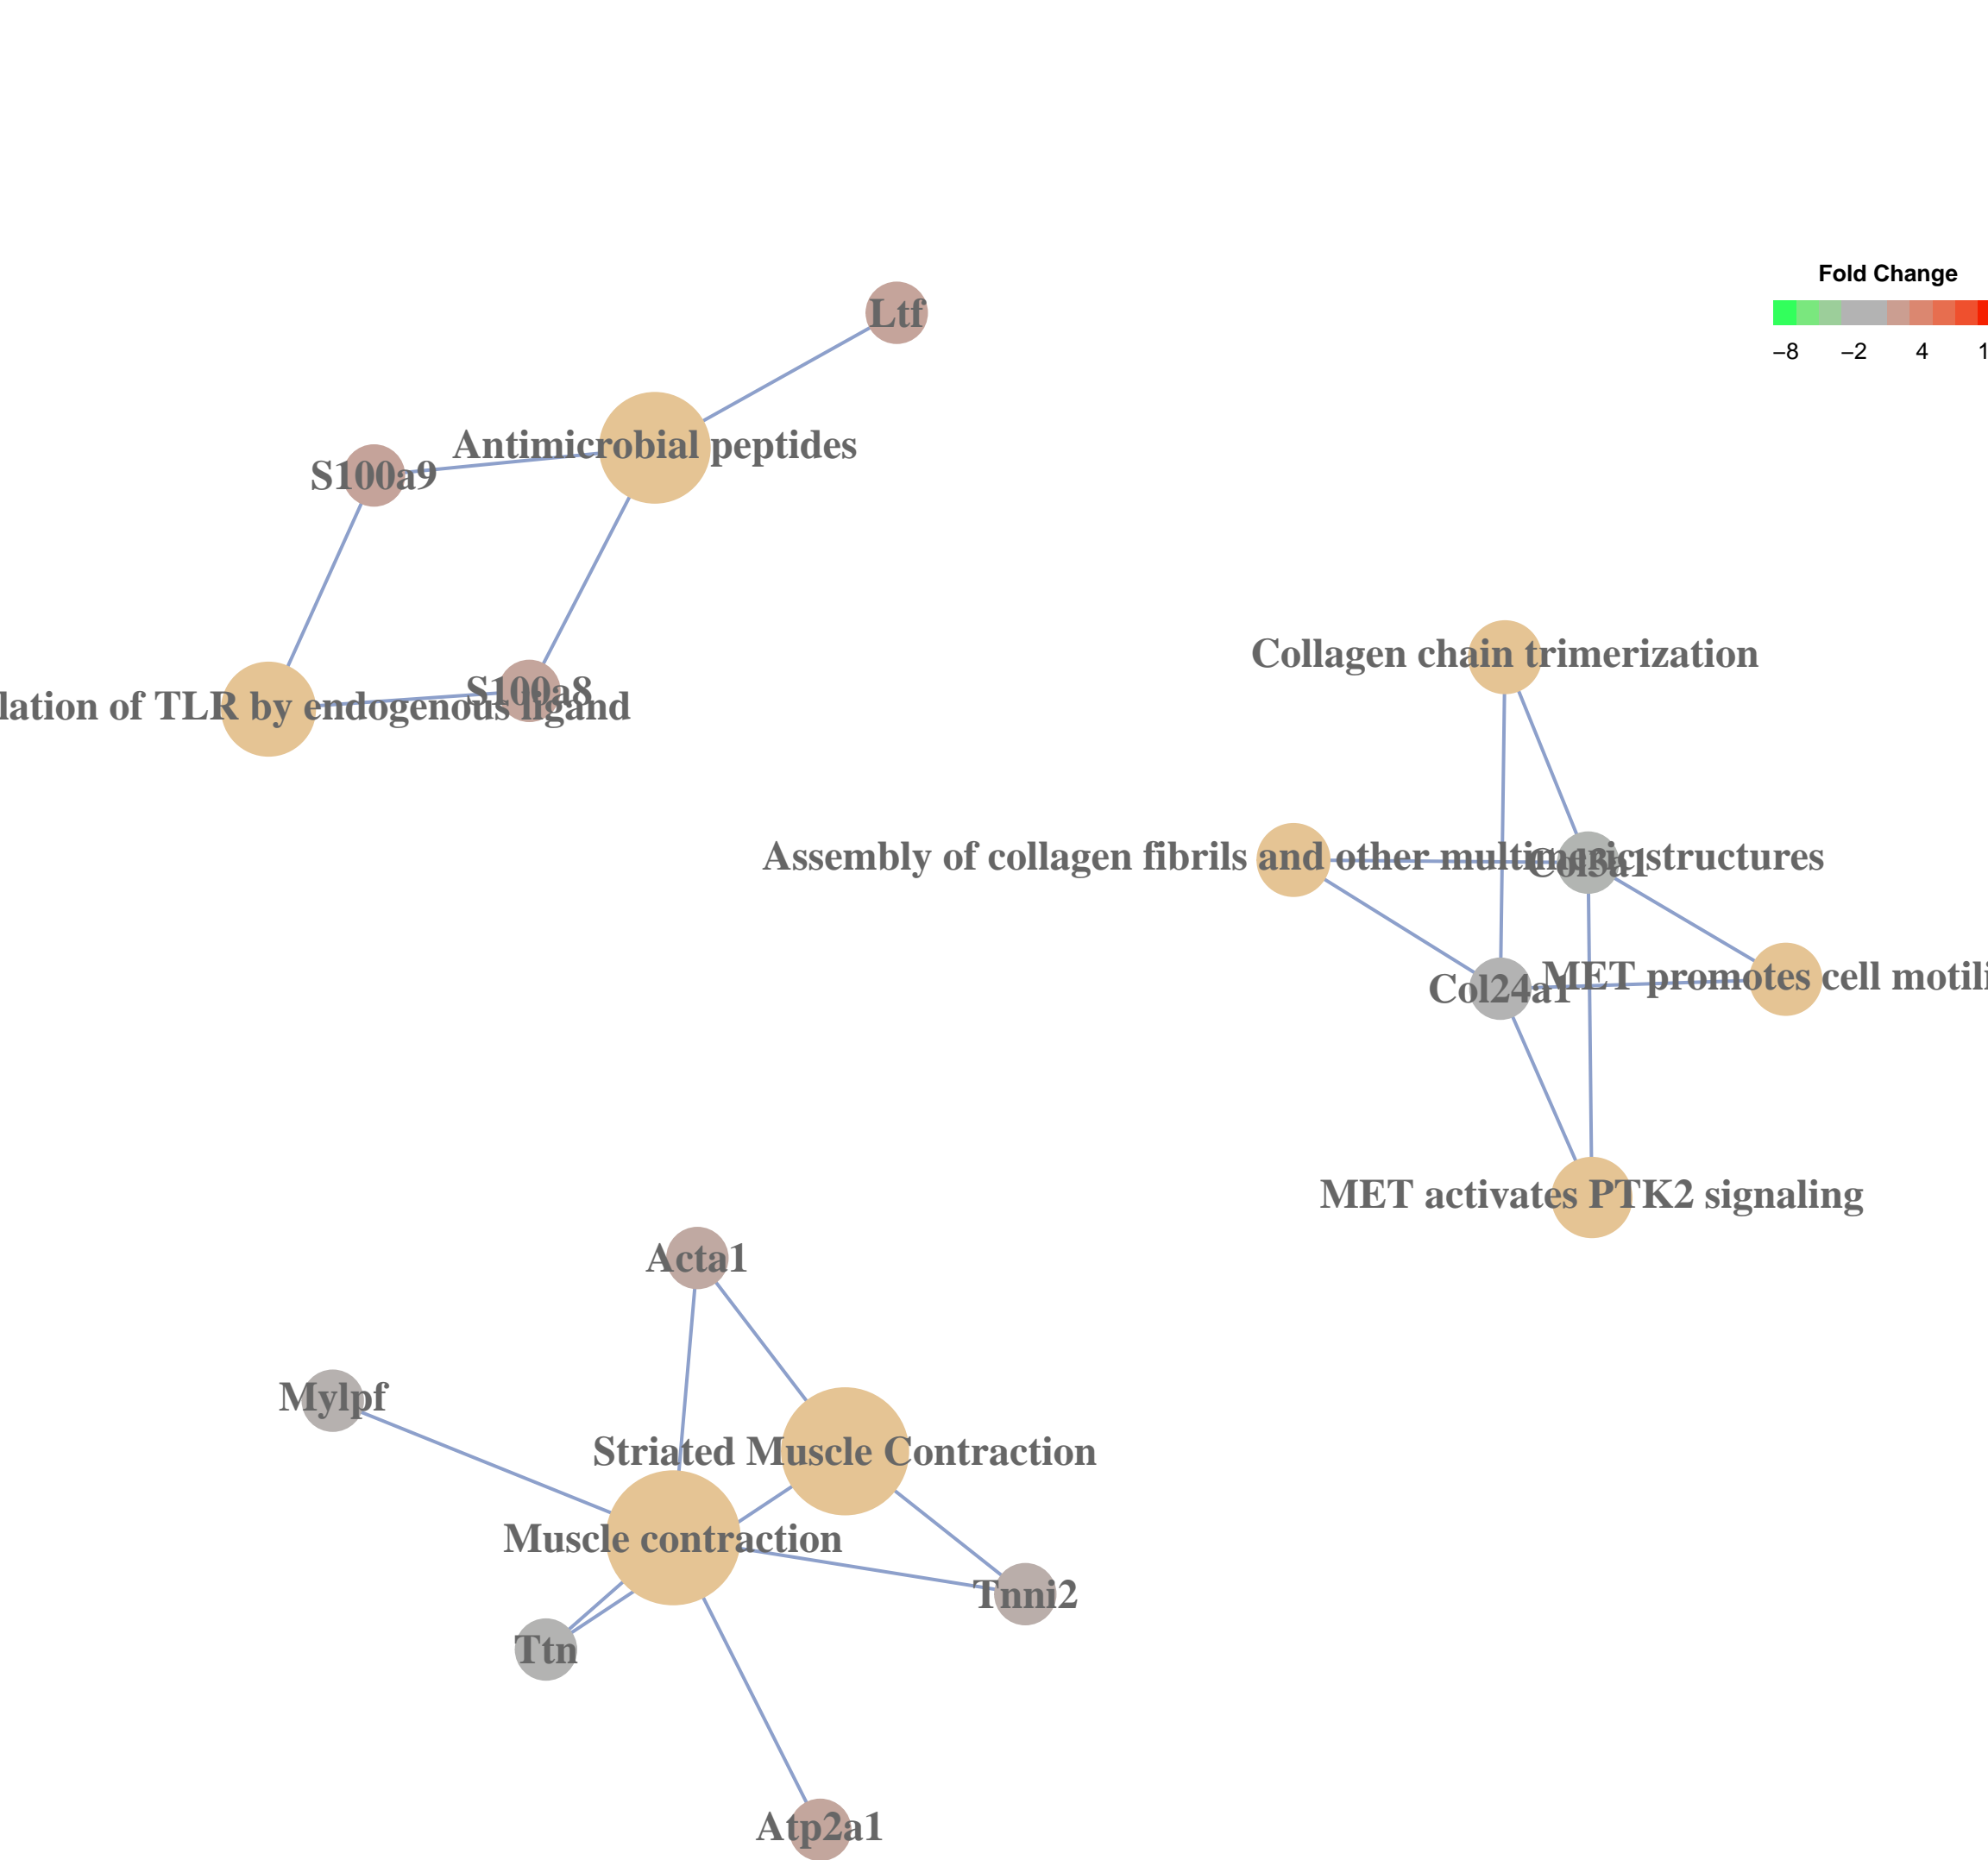 Fold Change
−8 −2 4 1
Ltf
Antimicrobial peptides
S100a9
S100a8
lation of TLR by endogenous ligand
Collagen chain trimerization
Assembly of collagen fibrils and other multimeric structures
Col3a1
MET promotes cell motili
Col24a1
MET activates PTK2 signaling
Acta1
Mylpf
Striated Muscle Contraction
Muscle contraction
Tnni2
Ttn
Atp2a1